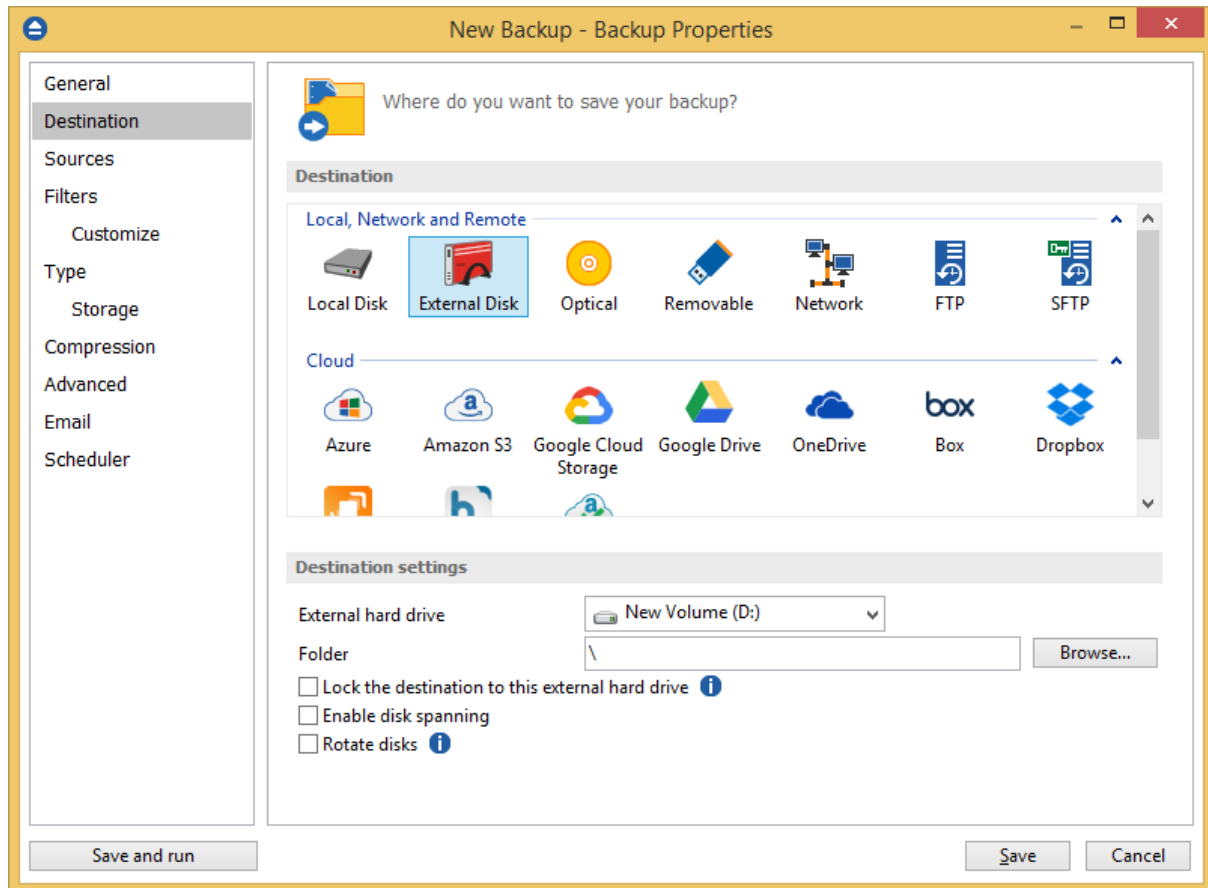 New Backup - Backup Properties
General
Destination
Sources
Filters
Customize
Type
Storage
Compression
Advanced
Email
Scheduler
Where do you want to save your backup?
Destination
Local, Network and Remote
Local Disk External Disk Optical Removable Network FTP SFTP
Cloud
a
box
Azure Amazon S3 Google Cloud Google Drive OneDrive Box Dropbox
Storage
b a
Destination settings
External hard drive New Volume (D:)
Folder \ Browse...
Lock the destination to this external hard drive i
Enable disk spanning
Rotate disks i
Save and run Save Cancel